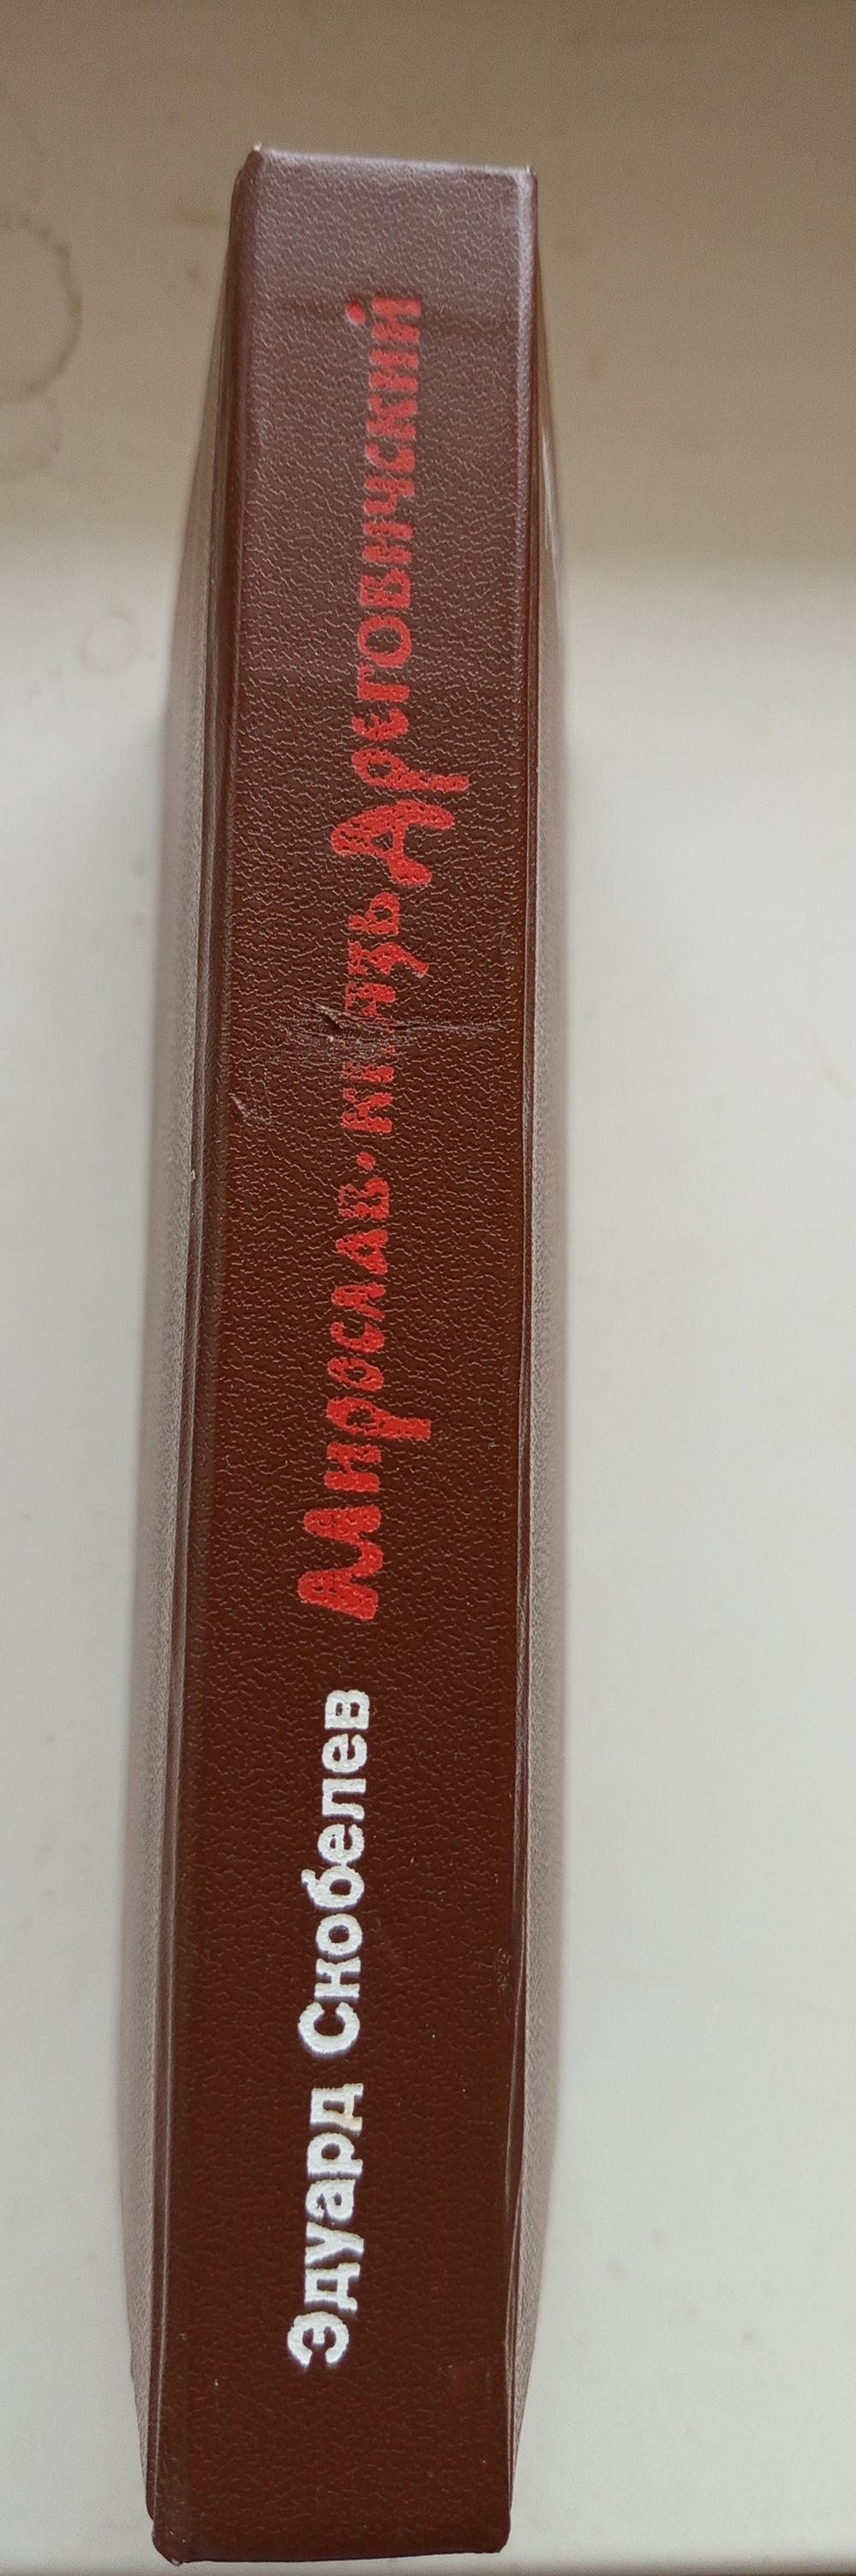 Эдуард Скобелев Мирослав·князь Дреговичский